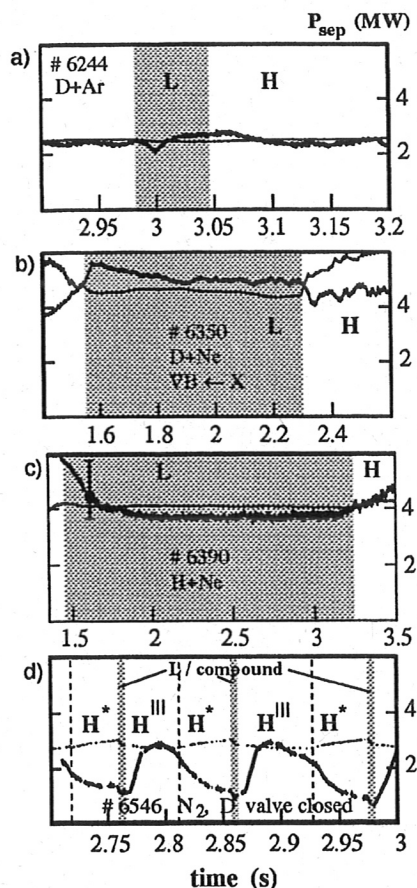 P_sep (MW)
a)
# 6244
D+Ar
L
H
4
2
2.95 3 3.05 3.1 3.15 3.2
b)
# 6350
D+Ne
∇B ← X
L
H
4
2
1.6 1.8 2 2.2 2.4
c)
L
H
# 6390
H+Ne
4
2
1.5 2 2.5 3 3.5
d)
L / compound
H* H||| H* H||| H*
4
2
# 6546, N2, D valve closed
2.75 2.8 2.85 2.9 2.95 3
time (s)